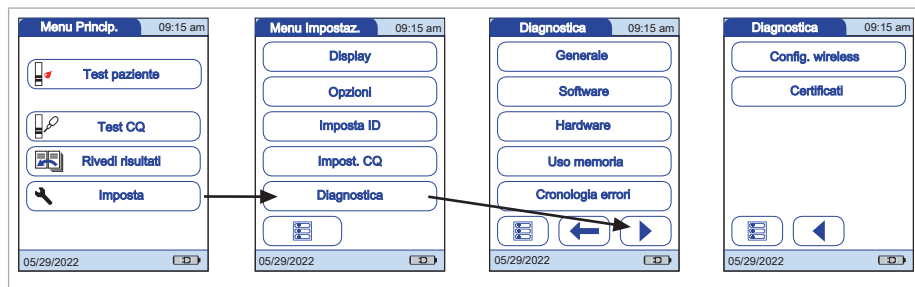 Menu Princip. 09:15 am
Test paziente
Test CQ
Rivedi risultati
Imposta
05/29/2022
Menu Impostaz. 09:15 am
Display
Opzioni
Imposta ID
Impost. CQ
Diagnostica
05/29/2022
Diagnostica 09:15 am
Generale
Software
Hardware
Uso memoria
Cronologia errori
05/29/2022
Diagnostica 09:15 am
Config. wireless
Certificati
05/29/2022